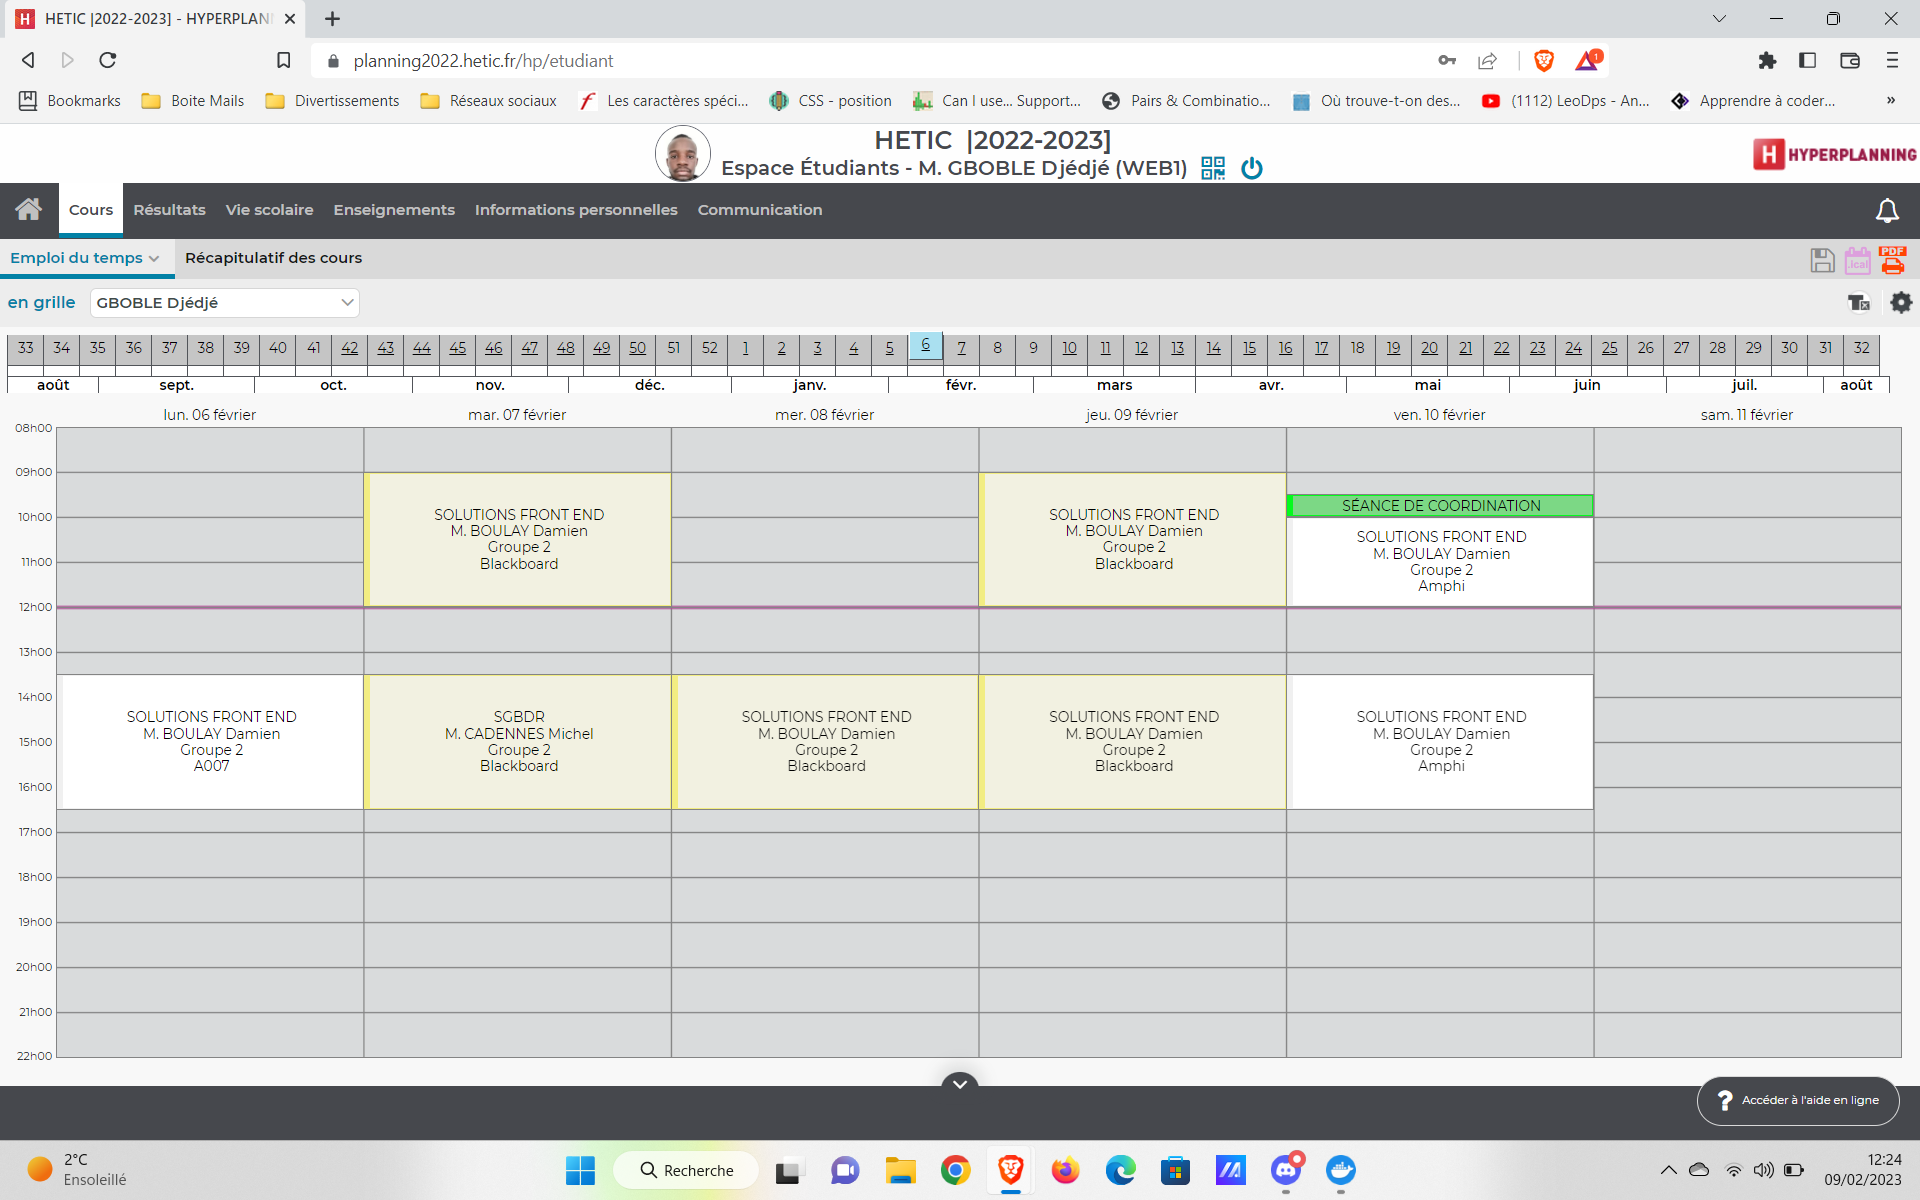 HETIC |2022-2023] - HYPERPLAN
planning2022.hetic.fr/hp/etudiant
1
Bookmarks Boite Mails Divertissements Réseaux sociaux Les caractères spéci... CSS - position Can I use... Support... Pairs & Combinatio... Où trouve-t-on des... (1112) LeoDps - An... Apprendre à coder... »
HETIC |2022-2023]
Espace Étudiants - M. GBOBLE Djédjé (WEB1)
HYPERPLANNING
Cours Résultats Vie scolaire Enseignements Informations personnelles Communication
Emploi du temps Récapitulatif des cours
.ical PDF
en grille GBOBLE Djédjé
33 34 35 36 37 38 39 40 41 42 43 44 45 46 47 48 49 50 51 52 1 2 3 4 5 6 7 8 9 10 11 12 13 14 15 16 17 18 19 20 21 22 23 24 25 26 27 28 29 30 31 32
août sept. oct. nov. déc. janv. févr. mars avr. mai juin juil. août
lun. 06 février mar. 07 février mer. 08 février jeu. 09 février ven. 10 février sam. 11 février
08h00
09h00
10h00
11h00
12h00
13h00
14h00
15h00
16h00
17h00
18h00
19h00
20h00
21h00
22h00
SOLUTIONS FRONT END
M. BOULAY Damien
Groupe 2
A007
SOLUTIONS FRONT END
M. BOULAY Damien
Groupe 2
Blackboard
SGBDR
M. CADENNES Michel
Groupe 2
Blackboard
SOLUTIONS FRONT END
M. BOULAY Damien
Groupe 2
Blackboard
SOLUTIONS FRONT END
M. BOULAY Damien
Groupe 2
Blackboard
SOLUTIONS FRONT END
M. BOULAY Damien
Groupe 2
Blackboard
SÉANCE DE COORDINATION
SOLUTIONS FRONT END
M. BOULAY Damien
Groupe 2
Amphi
SOLUTIONS FRONT END
M. BOULAY Damien
Groupe 2
Amphi
? Accéder à l'aide en ligne
2°C
Ensoleillé
Recherche
12:24
09/02/2023